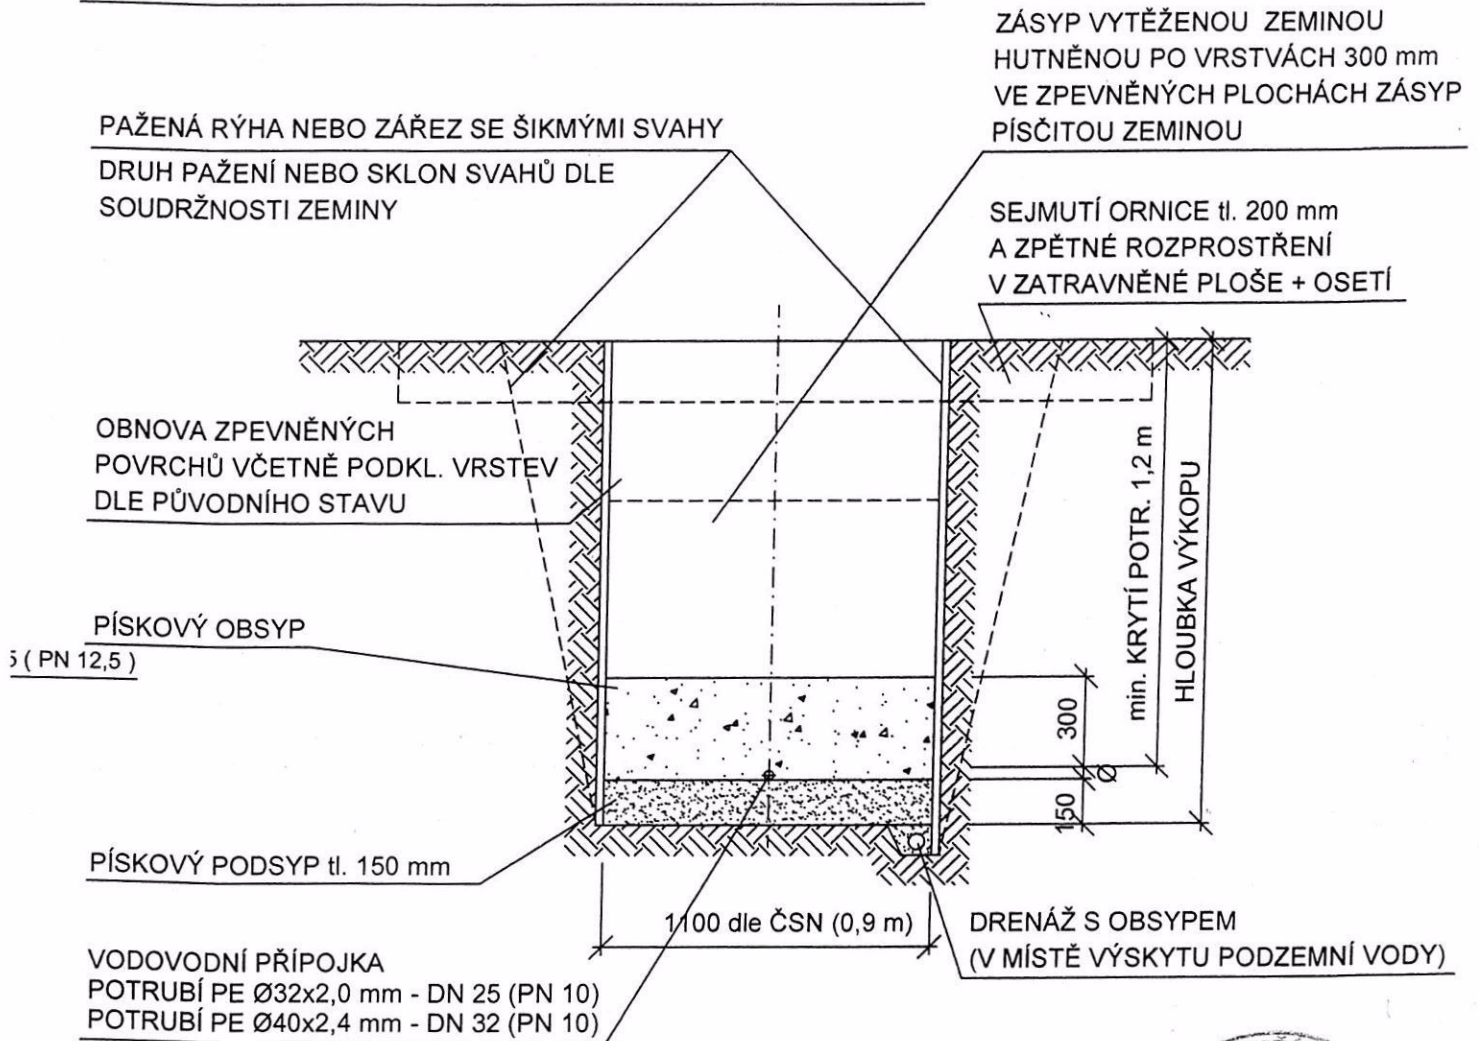 ZÁSYP VYTĚŽENOU ZEMINOU
HUTNĚNOU PO VRSTVÁCH 300 mm
VE ZPEVNĚNÝCH PLOCHÁCH ZÁSYP
PÍSČITOU ZEMINOU
PAŽENÁ RÝHA NEBO ZÁŘEZ SE ŠIKMÝMI SVAHY
DRUH PAŽENÍ NEBO SKLON SVAHŮ DLE
SOUDRŽNOSTI ZEMINY
SEJMUTÍ ORNICE tl. 200 mm
A ZPĚTNÉ ROZPROSTŘENÍ
V ZATRAVNĚNÉ PLOŠE + OSETÍ
OBNOVA ZPEVNĚNÝCH
POVRCHŮ VČETNĚ PODKL. VRSTEV
DLE PŮVODNÍHO STAVU
min. KRYTÍ POTR. 1,2 m
HLOUBKA VÝKOPU
PÍSKOVÝ OBSYP
5 ( PN 12,5 )
300
Ø
150
PÍSKOVÝ PODSYP tl. 150 mm
1100 dle ČSN (0,9 m)
DRENÁŽ S OBSYPEM
(V MÍSTĚ VÝSKYTU PODZEMNÍ VODY)
VODOVODNÍ PŘÍPOJKA
POTRUBÍ PE Ø32x2,0 mm - DN 25 (PN 10)
POTRUBÍ PE Ø40x2,4 mm - DN 32 (PN 10)